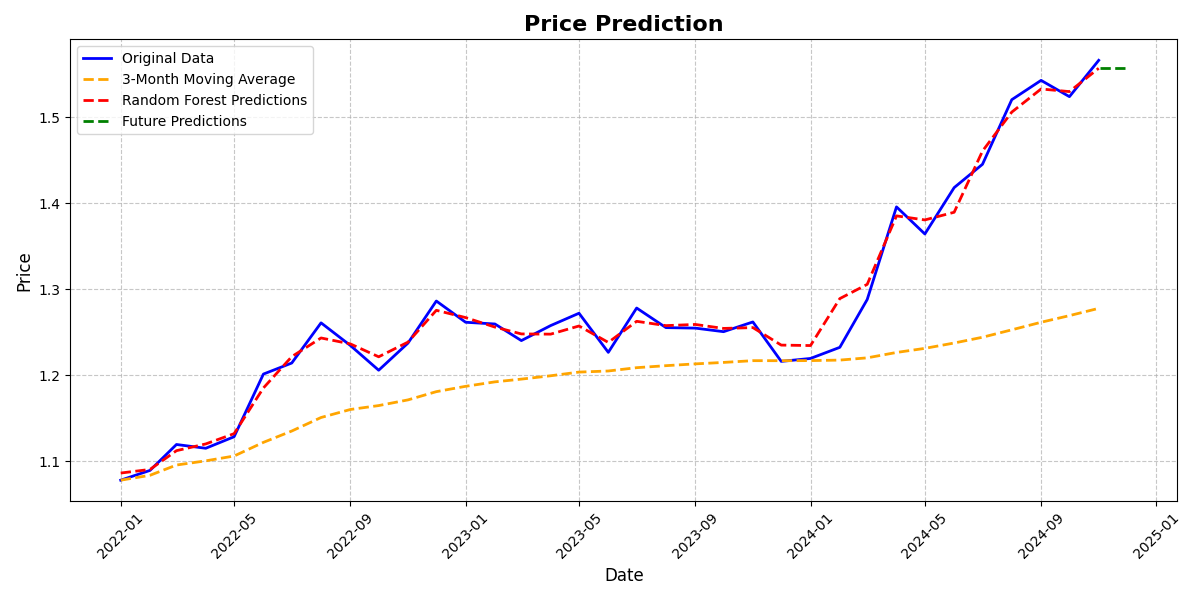 Price Prediction
Original Data
3-Month Moving Average
Random Forest Predictions
Future Predictions
Price
1.5
1.4
1.3
1.2
1.1
2022-01
2022-05
2022-09
2023-01
2023-05
2023-09
2024-01
2024-05
2024-09
2025-01
Date